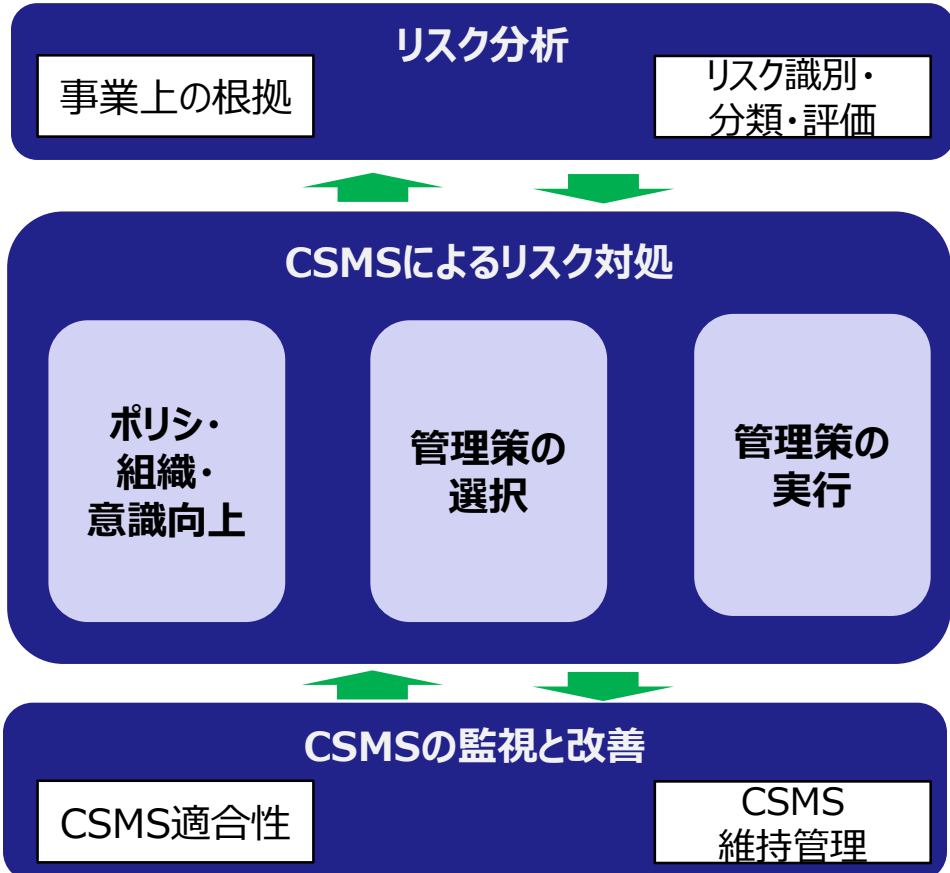 リスク分析
事業上の根拠
リスク識別・
分類・評価
CSMSによるリスク対処
ポリシ・
組織・
意識向上
管理策の
選択
管理策の
実行
CSMSの監視と改善
CSMS適合性
CSMS
維持管理